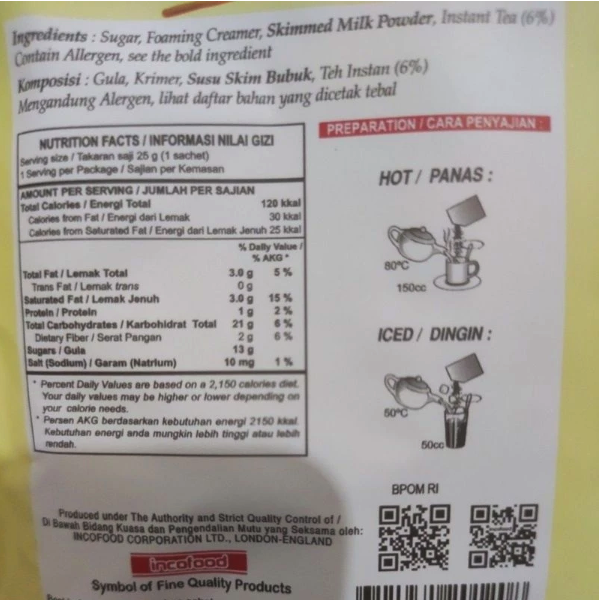 Ingredients : Sugar, Foaming Creamer, Skimmed Milk Powder, Instant Tea (6%)
Contain Allergen, see the bold ingredient
Komposisi : Gula, Krimer, Susu Skim Bubuk, Teh Instan (6%)
Mengandung Alergen, lihat daftar bahan yang dicetak tebal
NUTRITION FACTS / INFORMASI NILAI GIZI
Serving size / Takaran saji 25 g (1 sachet)
1 Serving per Package / Sajian per Kemasan
AMOUNT PER SERVING / JUMLAH PER SAJIAN
Total Calories / Energi Total 120 kkal
Calories from Fat / Energi dari Lemak 30 kkal
Calories from Saturated Fat / Energi dari Lemak Jenuh 25 kkal
% Daily Value /
% AKG *
Total Fat / Lemak Total 3.0 g 5 %
Trans Fat / Lemak trans 0 g
Saturated Fat / Lemak Jenuh 3.0 g 15 %
Protein / Protein 1 g 2 %
Total Carbohydrates / Karbohidrat Total 21 g 6 %
Dietary Fiber / Serat Pangan 2 g 6 %
Sugars / Gula 13 g
Salt (Sodium) / Garam (Natrium) 10 mg 1 %
* Percent Daily Values are based on a 2,150 calories diet.
Your daily values may be higher or lower depending on
your calorie needs.
* Persen AKG berdasarkan kebutuhan energi 2150 kkal.
Kebutuhan energi anda mungkin lebih tinggi atau lebih
rendah.
PREPARATION / CARA PENYAJIAN :
HOT / PANAS :
80°C
150cc
ICED / DINGIN :
50°C
50cc
BPOM RI
Produced under The Authority and Strict Quality Control of /
Di Bawah Bidang Kuasa dan Pengendalian Mutu yang Seksama oleh:
INCOFOOD CORPORATION LTD., LONDON-ENGLAND
incofood
Symbol of Fine Quality Products